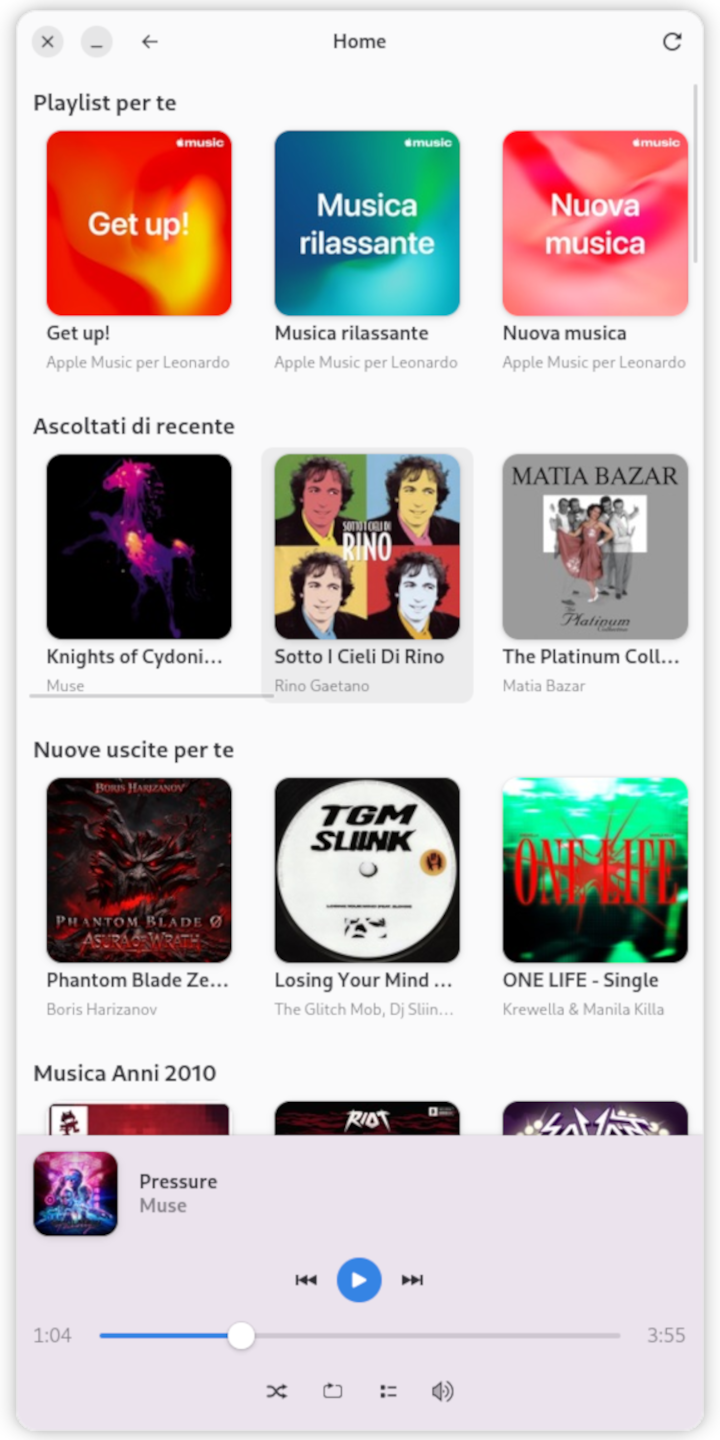 Home
Playlist per te
music
music
music
Get up!
Musica
rilassante
Nuova
musica
Get up!
Musica rilassante
Nuova musica
Apple Music per Leonardo
Apple Music per Leonardo
Apple Music per Leonardo
Ascoltati di recente
SOTTO I CIELI DI
RINO
MATIA BAZAR
The
Platinum
Collection
Knights of Cydoni...
Sotto I Cieli Di Rino
The Platinum Coll...
Muse
Rino Gaetano
Matia Bazar
Nuove uscite per te
BORIS HARIZANOV
PHANTOM BLADE Ø
ASURA OF WRATH
TGM
SLIINK
ONE LIFE
Phantom Blade Ze...
Losing Your Mind ...
ONE LIFE - Single
Boris Harizanov
The Glitch Mob, Dj Sliin...
Krewella & Manila Killa
Musica Anni 2010
RIOT
Pressure
Muse
1:04
3:55